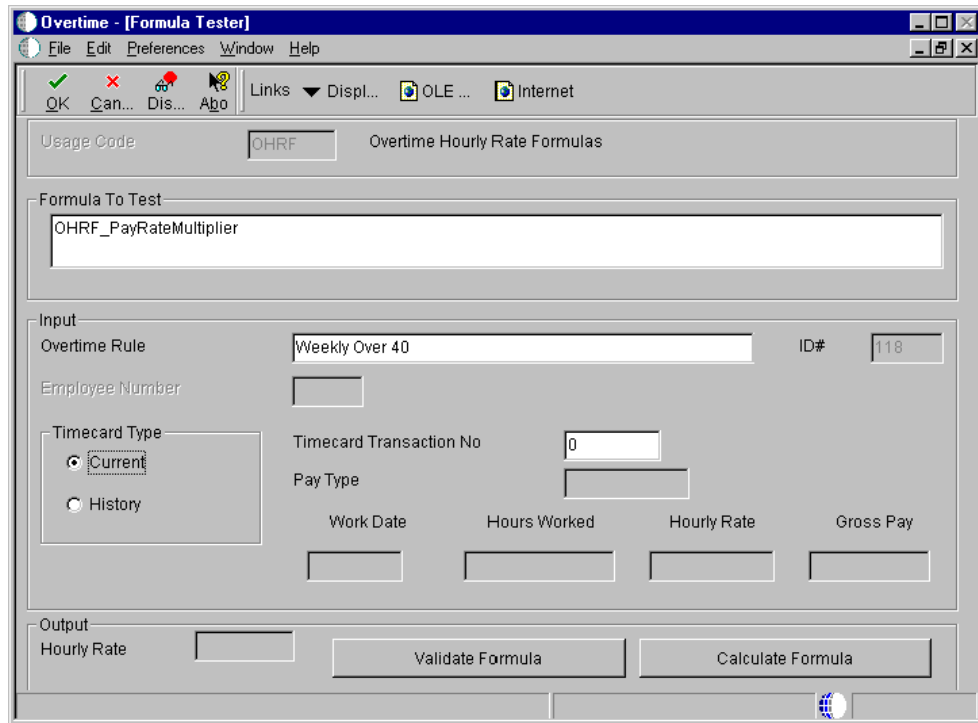 Overtime - [Formula Tester]
File Edit Preferences Window Help
OK Can... Dis... Abo Links Displ... OLE ... Internet
Usage Code OHRF Overtime Hourly Rate Formulas
Formula To Test
OHRF_PayRateMultiplier
Input
Overtime Rule Weekly Over 40 ID# 118
Employee Number
Timecard Type
Current
History
Timecard Transaction No 0
Pay Type
Work Date Hours Worked Hourly Rate Gross Pay
Output
Hourly Rate
Validate Formula Calculate Formula